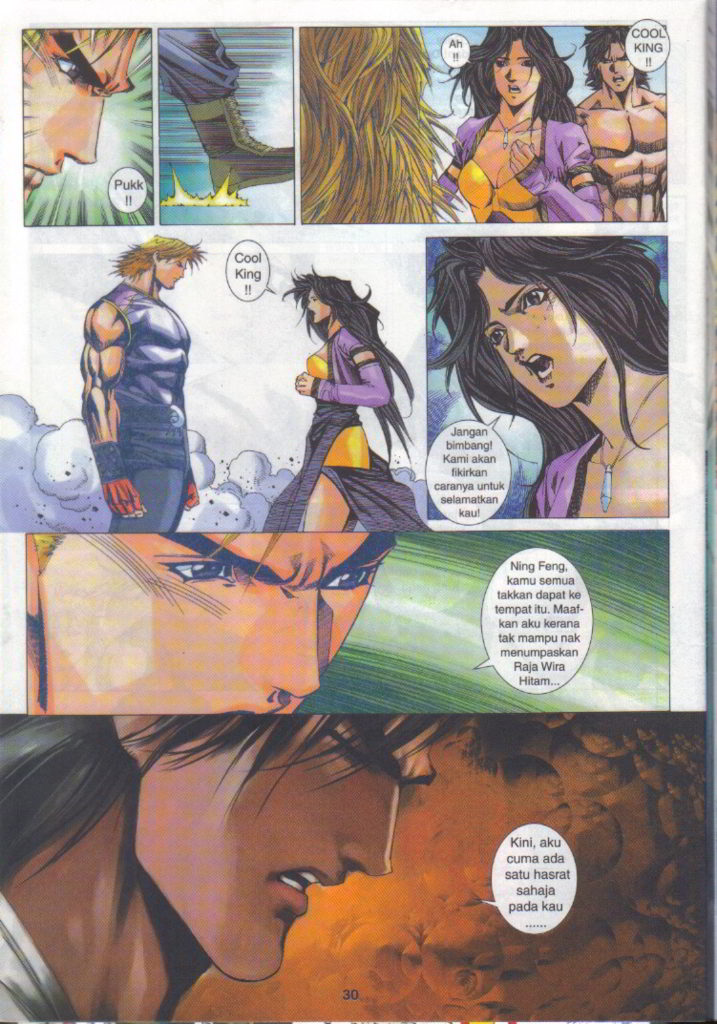 Pukk
!!
Ah
!!
COOL
KING
!!
Cool
King
!!
Jangan
bimbang!
Kami akan
fikirkan
caranya untuk
selamatkan
kau!
Ning Feng,
kamu semua
takkan dapat ke
tempat itu. Maaf-
kan aku kerana
tak mampu nak
menumpaskan
Raja Wira
Hitam...
Kini, aku
cuma ada
satu hasrat
sahaja
pada kau
......
30